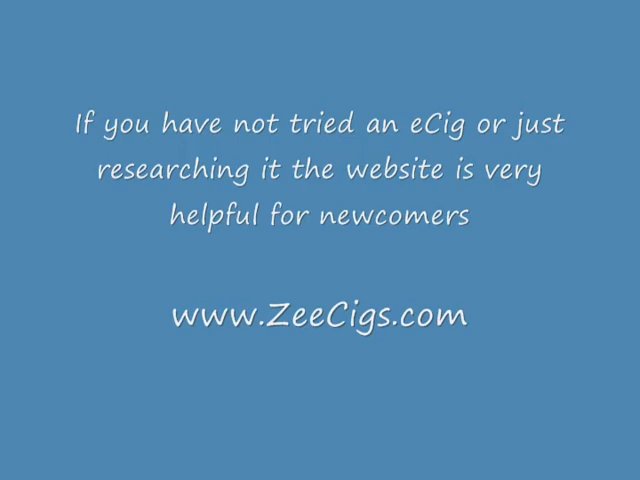 If you have not tried an eCig or just
researching it the website is very
helpful for newcomers
www.ZeeCigs.com